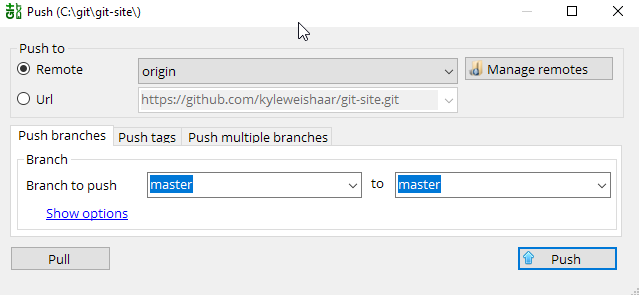 Push (C:\git\git-site\)
Push to
Remote origin Manage remotes
Url https://github.com/kyleweishaar/git-site.git
Push branches Push tags Push multiple branches
Branch
Branch to push master to master
Show options
Pull Push